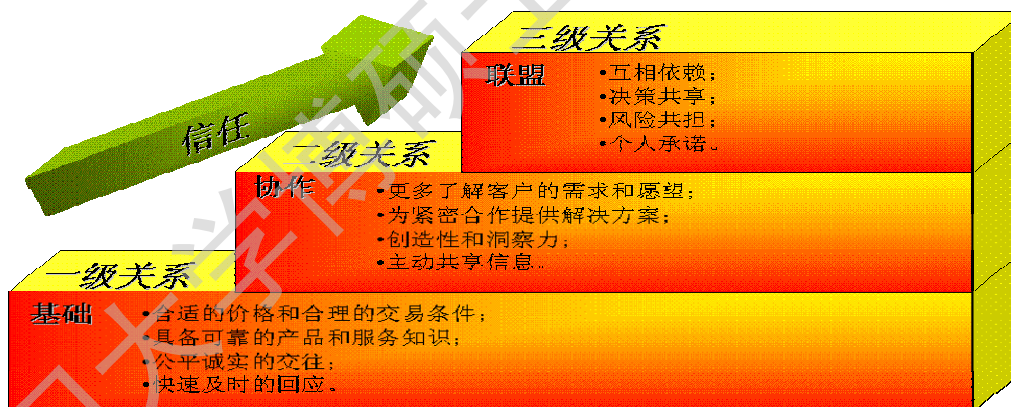 三级关系
联盟
•互相依赖；
•决策共享；
•风险共担；
•个人承诺。
信任
二级关系
协作
•更多了解客户的需求和愿望；
•为紧密合作提供解决方案；
•创造性和洞察力；
•主动共享信息。
一级关系
基础
•合适的价格和合理的交易条件；
•具备可靠的产品和服务知识；
•公平诚实的交往；
•快速及时的回应。
大学博硕士